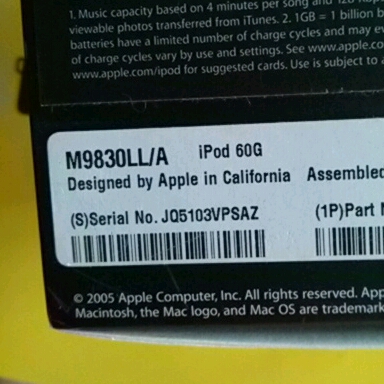 1. Music capacity based on 4 minutes per song and 128
viewable photos transferred from iTunes. 2. 1GB = 1 billion b
batteries have a limited number of charge cycles and may ev
of charge cycles vary by use and settings. See www.apple.co
www.apple.com/ipod for suggested cards. Use is subject to
M9830LL/A iPod 60G
Designed by Apple in California Assembled
(S)Serial No. JQ5103VPSAZ (1P)Part
© 2005 Apple Computer, Inc. All rights reserved. App
Macintosh, the Mac logo, and Mac OS are trademark